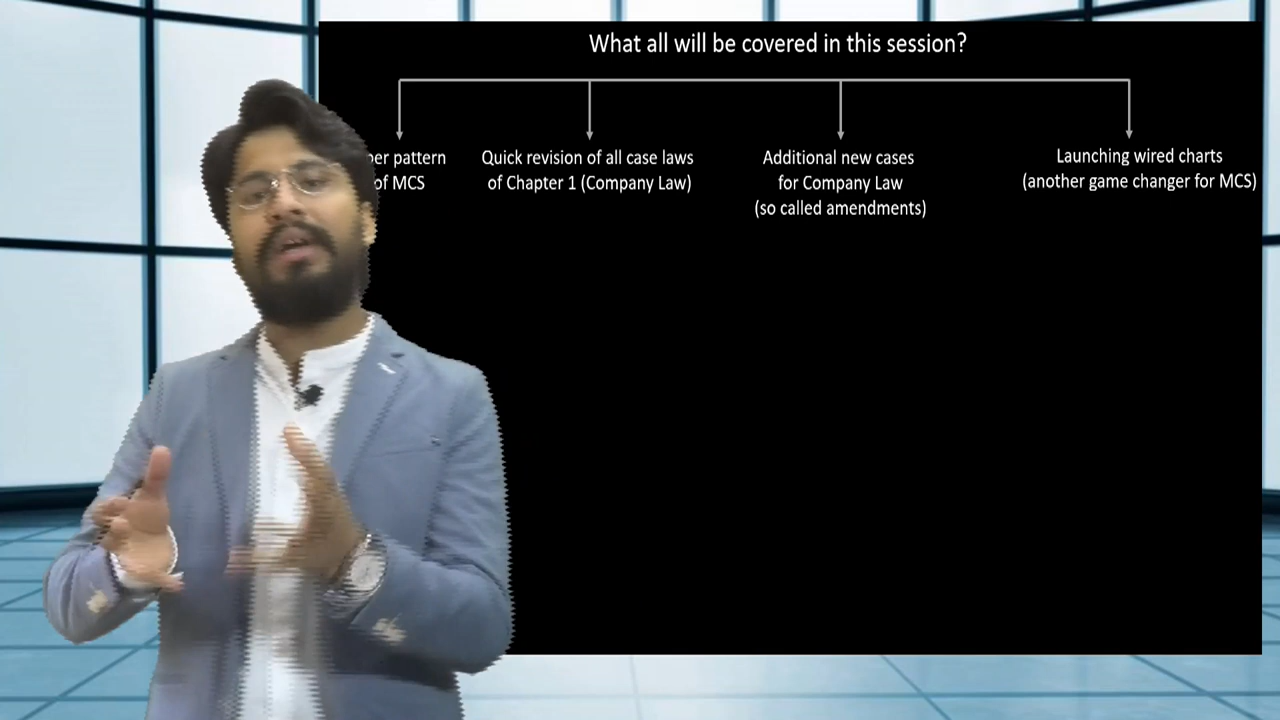 What all will be covered in this session?
pattern
of MCS
Quick revision of all case laws
of Chapter 1 (Company Law)
Additional new cases
for Company Law
(so called amendments)
Launching wired charts
(another game changer for MCS)